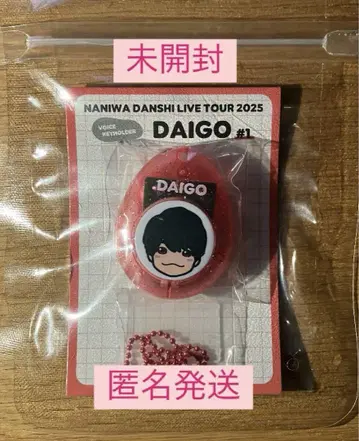 未開封
NANIWA DANSHI LIVE TOUR 2025
VOICE
KEYHOLDER
DAIGO #1
DAIGO
匿名発送